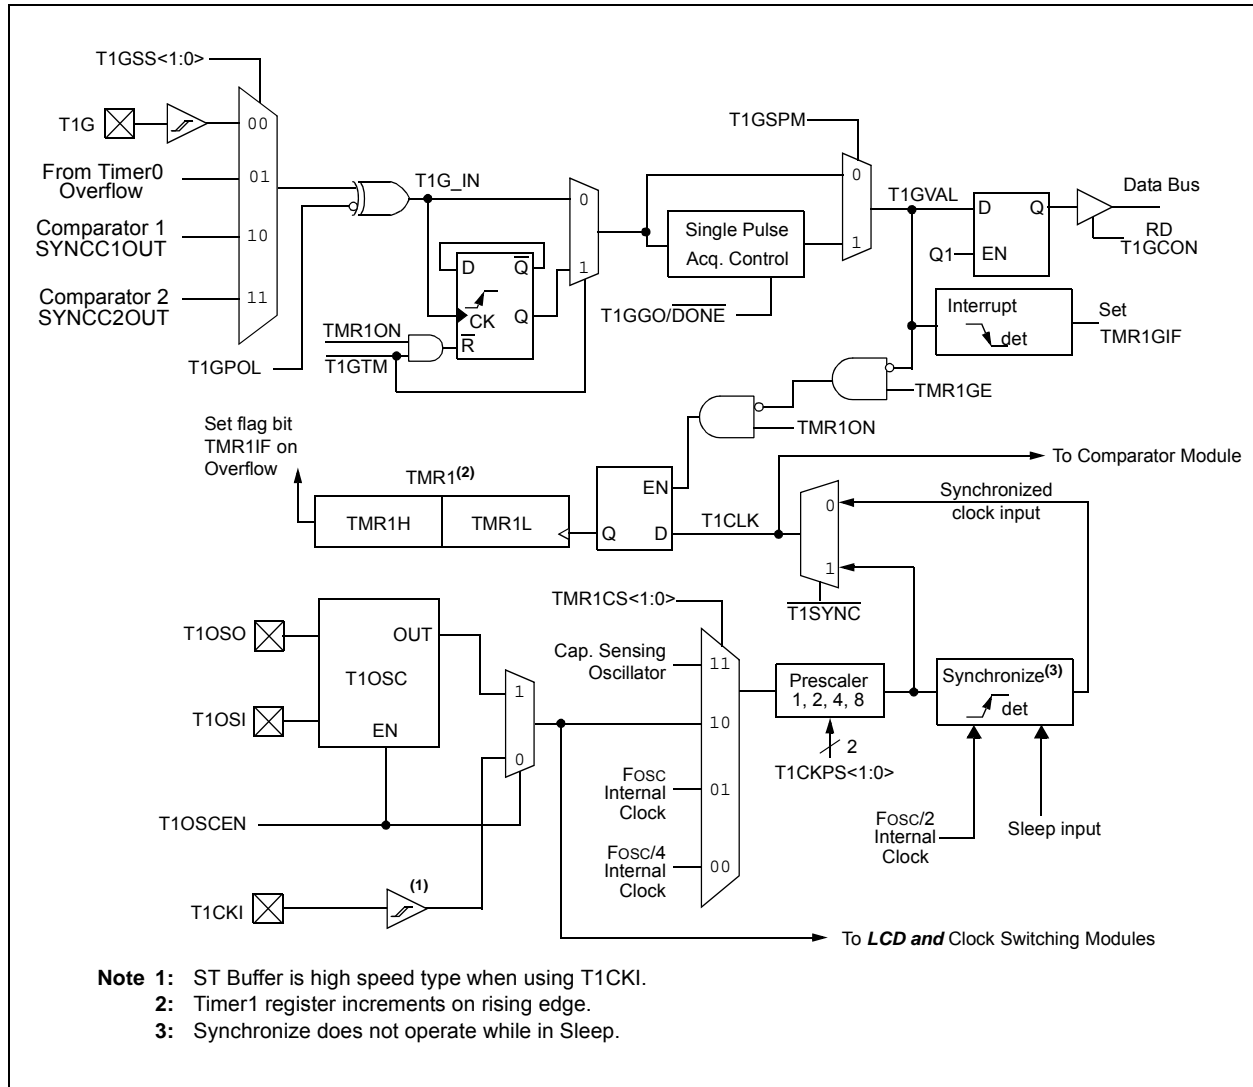 T1GSS<1:0>
T1G
00
From Timer0
Overflow
01
Comparator 1
SYNCC1OUT
10
Comparator 2
SYNCC2OUT
11
T1GPOL
T1G_IN
D
Q
CK
Q
R
TMR1ON
T1GTM
0
1
T1GSPM
Single Pulse
Acq. Control
T1GGO/DONE
0
1
T1GVAL
D
Q
Q1
EN
Data Bus
RD
T1GCON
Interrupt
det
Set
TMR1GIF
TMR1GE
TMR1ON
Set flag bit
TMR1IF on
Overflow
TMR1(2)
TMR1H
TMR1L
EN
Q
D
T1CLK
To Comparator Module
0
1
Synchronized
clock input
T1SYNC
T1OSO
T1OSI
OUT
T1OSC
EN
1
0
T1OSCEN
T1CKI
(1)
TMR1CS<1:0>
Cap. Sensing
Oscillator
11
10
FOSC
Internal
Clock
01
FOSC/4
Internal
Clock
00
Prescaler
1, 2, 4, 8
2
T1CKPS<1:0>
Synchronize(3)
det
FOSC/2
Internal
Clock
Sleep input
To LCD and Clock Switching Modules
Note 1: ST Buffer is high speed type when using T1CKI.
2: Timer1 register increments on rising edge.
3: Synchronize does not operate while in Sleep.